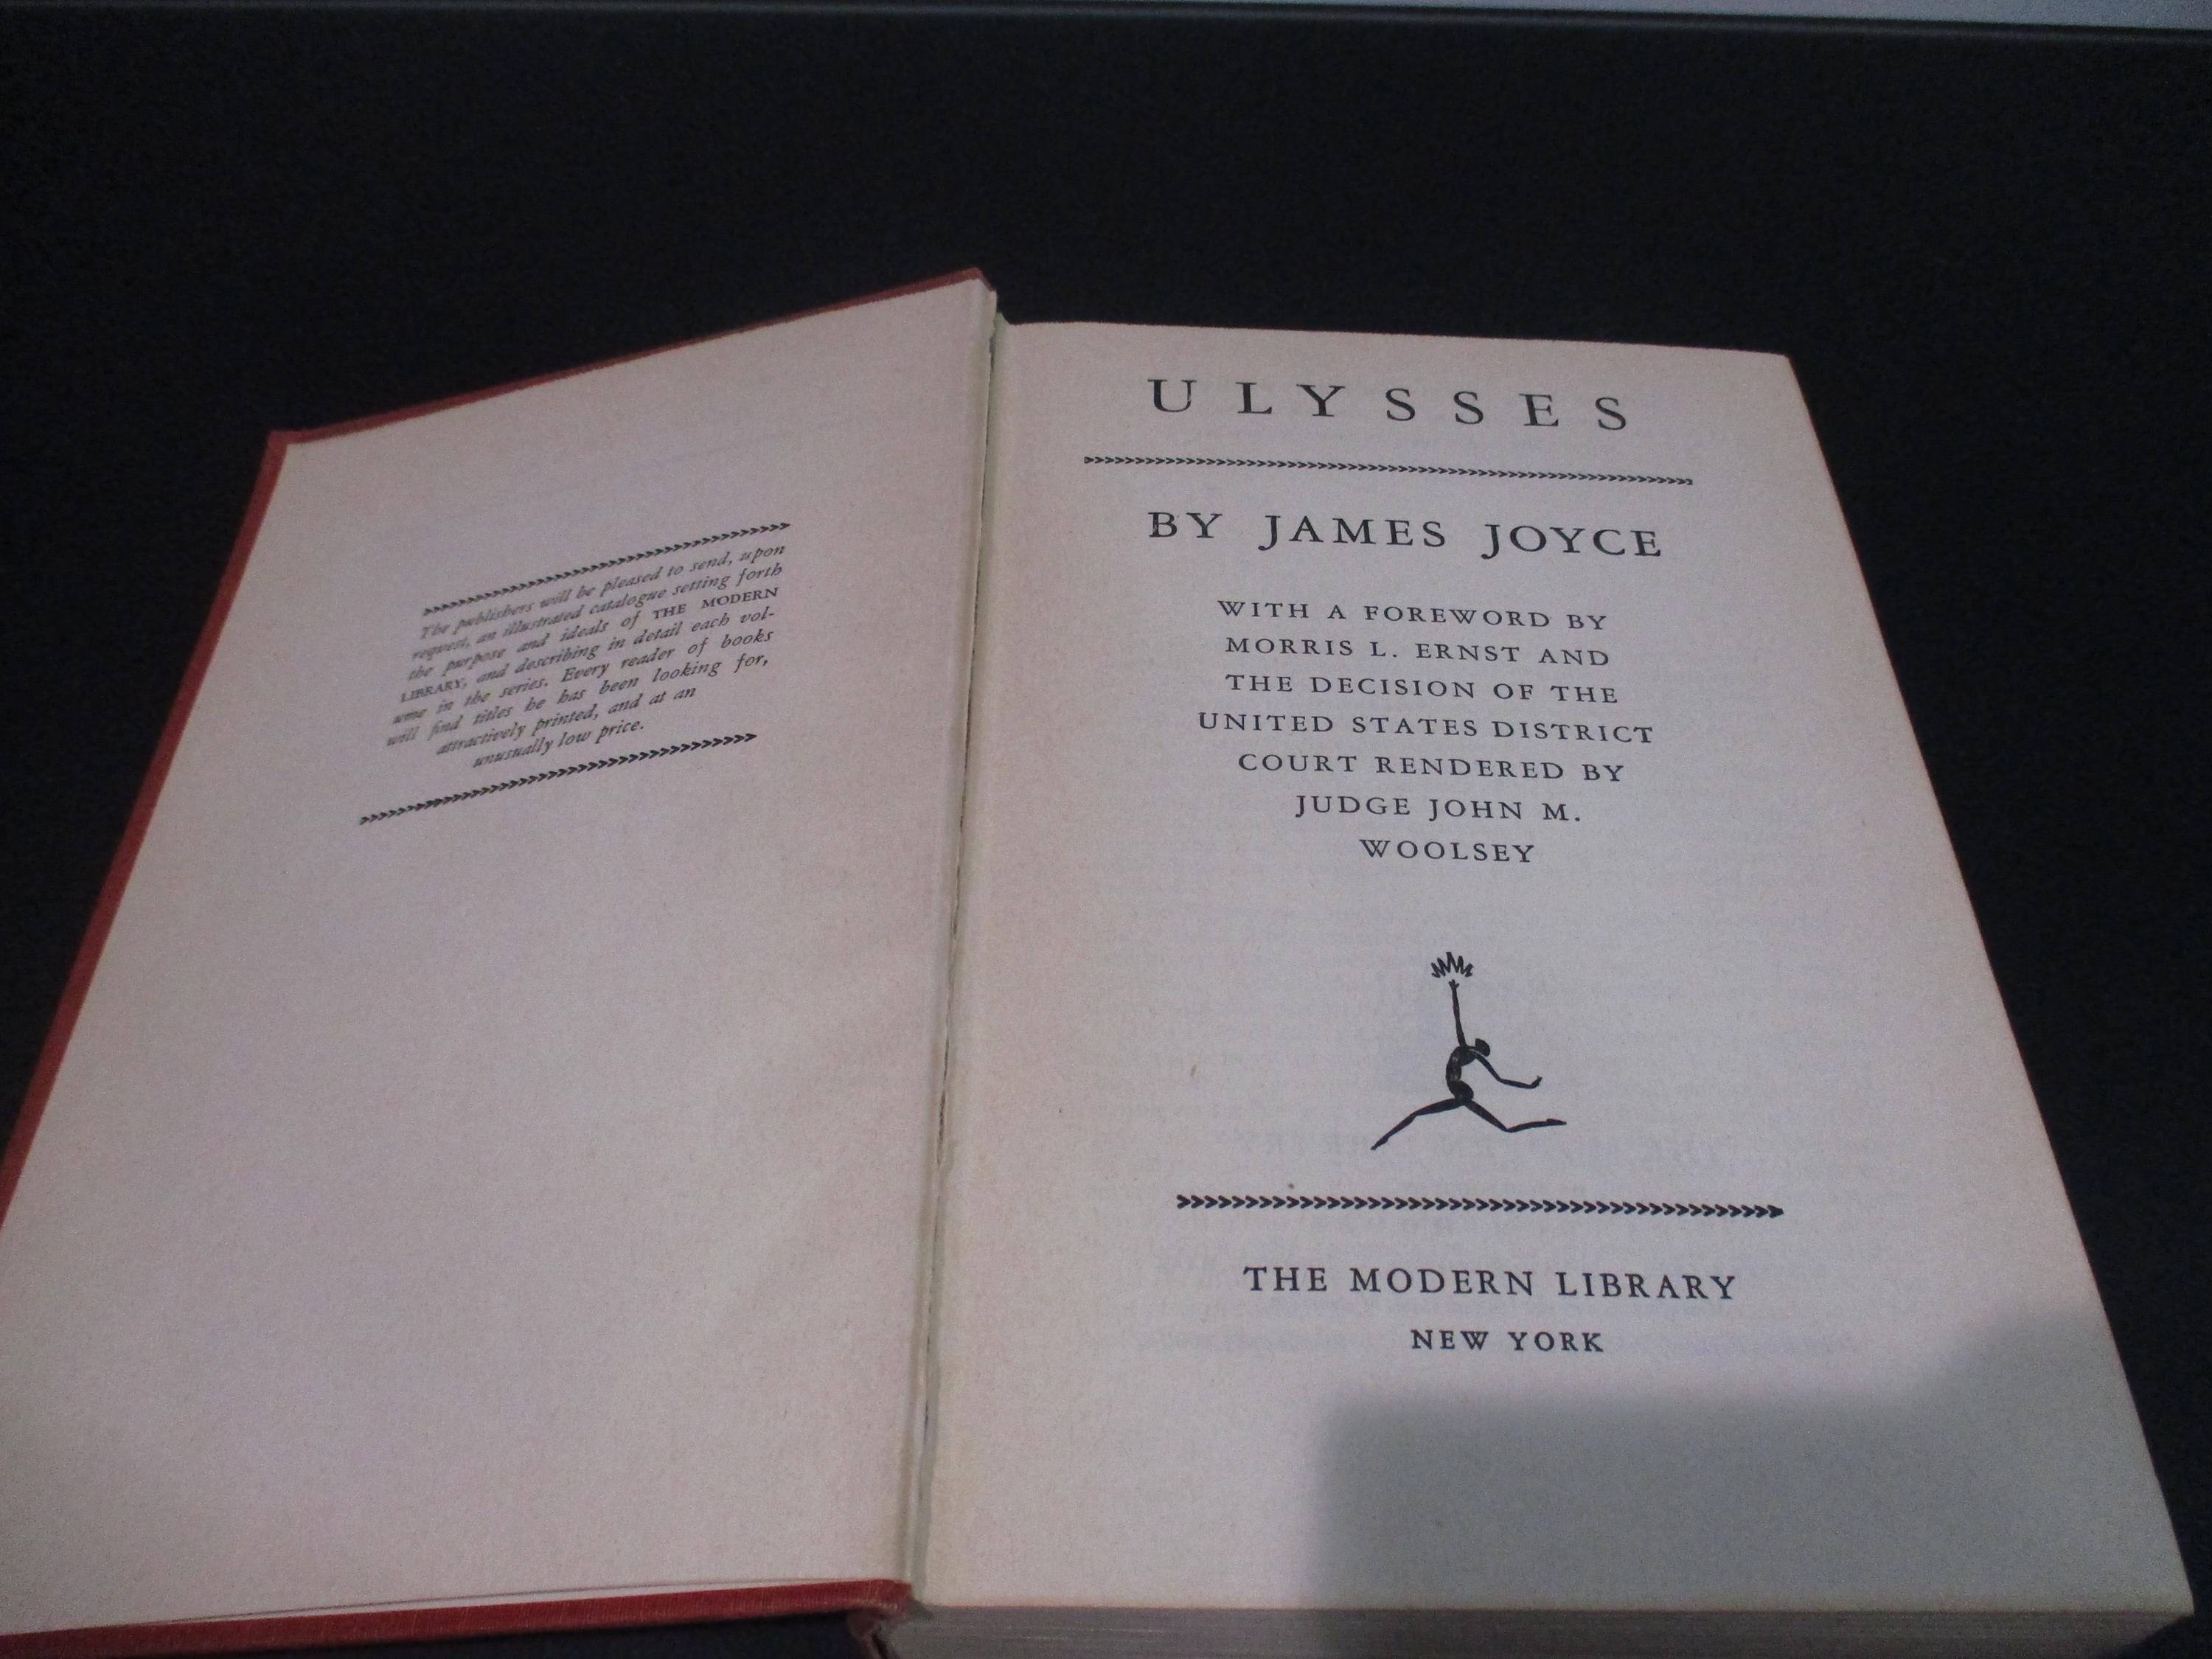 The publishers will be pleased to send, upon
request, an illustrated catalogue setting forth
the purpose and ideals of THE MODERN
LIBRARY, and describing in detail each vol-
ume in the series. Every reader of books
will find titles he has been looking for,
attractively printed, and at an
unusually low price.
ULYSSES
BY JAMES JOYCE
WITH A FOREWORD BY
MORRIS L. ERNST AND
THE DECISION OF THE
UNITED STATES DISTRICT
COURT RENDERED BY
JUDGE JOHN M.
WOOLSEY
THE MODERN LIBRARY
NEW YORK